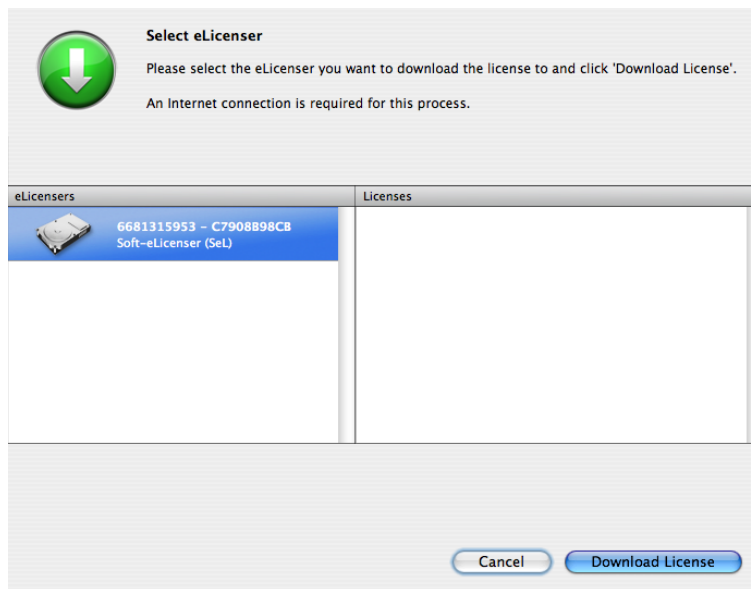 Select eLicenser
Please select the eLicenser you want to download the license to and click 'Download License'.
An Internet connection is required for this process.
eLicensers
Licenses
6681315953 - C7908B98CB
Soft-eLicenser (SeL)
Cancel
Download License